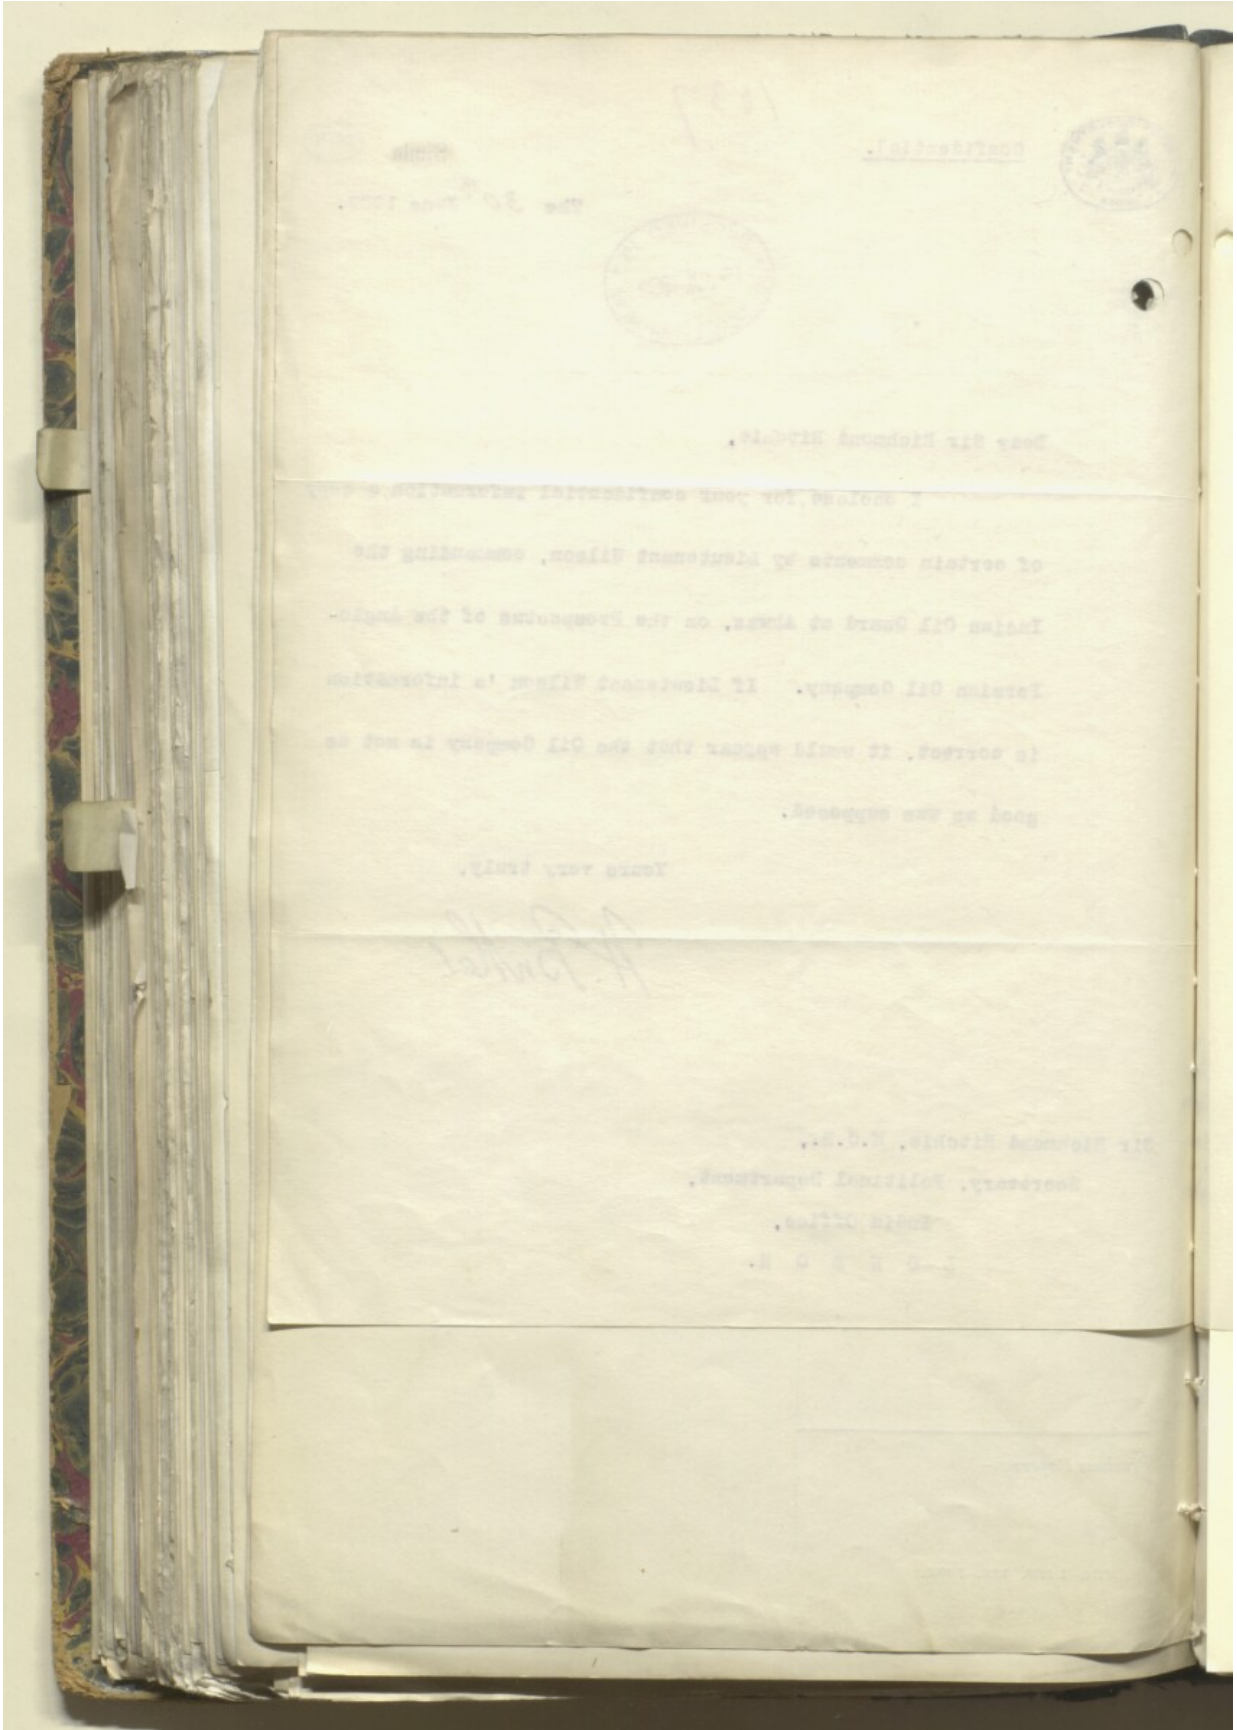 Confidential.
Simla
The 30th June
Dear Sir Richmond Ritchie,
I enclose for your confidential information a copy
of certain comments by Lieutenant Wilson, commanding the
Indian Oil Guard at Ahwaz, on the Prospectus of the Anglo-
Persian Oil Company. If Lieutenant Wilson's information
is correct, it would appear that the Oil Company is not as
good as was supposed.
Yours very truly,
Sir Richmond Ritchie, K.C.B.,
Secretary, Political Department,
India Office,
L O N D O N.